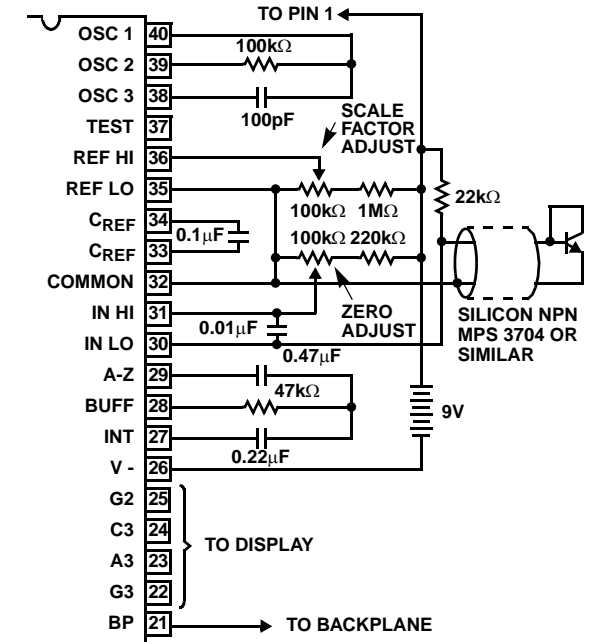 TO PIN 1
OSC 1 40
100kΩ
OSC 2 39
OSC 3 38
100pF
TEST 37
SCALE
FACTOR
ADJUST
REF HI 36
REF LO 35
100kΩ 1MΩ
22kΩ
CREF 34
0.1µF
100kΩ 220kΩ
CREF 33
COMMON 32
IN HI 31
0.01µF
ZERO
ADJUST
SILICON NPN
MPS 3704 OR
SIMILAR
IN LO 30
0.47µF
A-Z 29
47kΩ
BUFF 28
9V
INT 27
0.22µF
V - 26
G2 25
C3 24
TO DISPLAY
A3 23
G3 22
BP 21
TO BACKPLANE